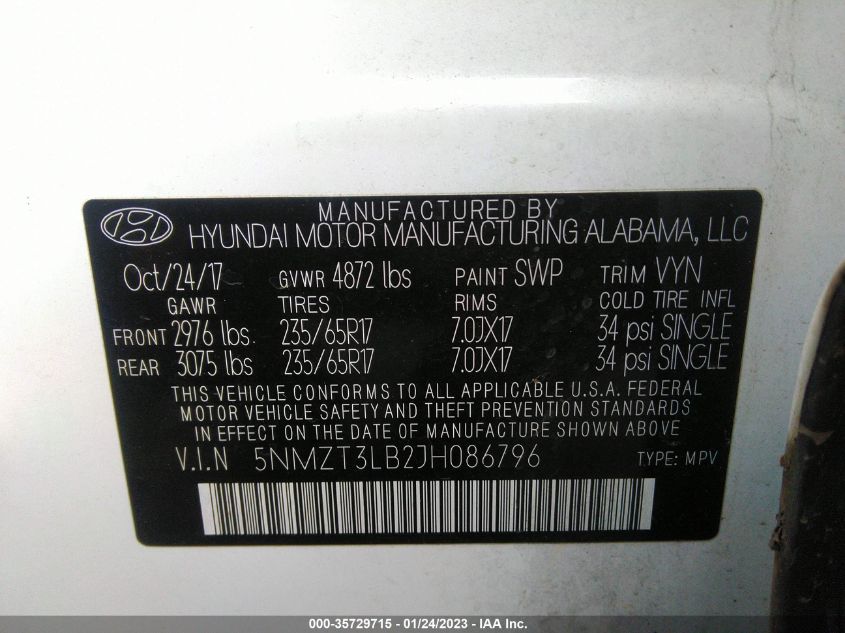 MANUFACTURED BY
HYUNDAI MOTOR MANUFACTURING ALABAMA, LLC
Oct/24/17 GVWR 4872 lbs PAINT SWP TRIM VYN
GAWR TIRES RIMS COLD TIRE INFL
FRONT 2976 lbs. 235/65R17 7.0JX17 34 psi SINGLE
REAR 3075 lbs 235/65R17 7.0JX17 34 psi SINGLE
THIS VEHICLE CONFORMS TO ALL APPLICABLE U.S.A. FEDERAL
MOTOR VEHICLE SAFETY AND THEFT PREVENTION STANDARDS
IN EFFECT ON THE DATE OF MANUFACTURE SHOWN ABOVE
V.I.N 5NMZT3LB2JH086796 TYPE: MPV
000-35729715 - 01/24/2023 - IAA Inc.